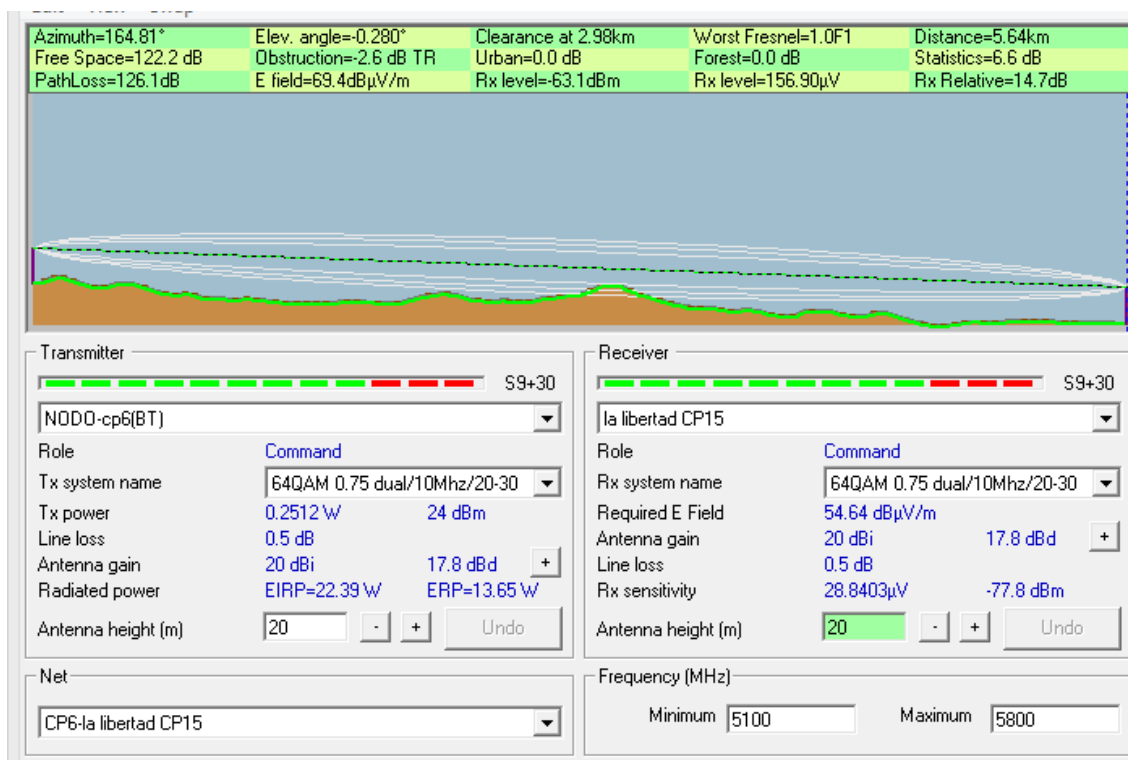 Azimuth=164.81° Elev. angle=-0.280° Clearance at 2.98km Worst Fresnel=1.0F1 Distance=5.64km
Free Space=122.2 dB Obstruction=-2.6 dB TR Urban=0.0 dB Forest=0.0 dB Statistics=6.6 dB
PathLoss=126.1dB E field=69.4dBµV/m Rx level=-63.1dBm Rx level=156.90µV Rx Relative=14.7dB
Transmitter
S9+30
NODO-cp6(BT)
Role Command
Tx system name 64QAM 0.75 dual/10Mhz/20-30
Tx power 0.2512 W 24 dBm
Line loss 0.5 dB
Antenna gain 20 dBi 17.8 dBd +
Radiated power EIRP=22.39 W ERP=13.65 W
Antenna height (m) 20 - + Undo
Net
CP6-la libertad CP15
Receiver
S9+30
la libertad CP15
Role Command
Rx system name 64QAM 0.75 dual/10Mhz/20-30
Required E Field 54.64 dBµV/m
Antenna gain 20 dBi 17.8 dBd +
Line loss 0.5 dB
Rx sensitivity 28.8403µV -77.8 dBm
Antenna height (m) 20 - + Undo
Frequency (MHz)
Minimum 5100 Maximum 5800